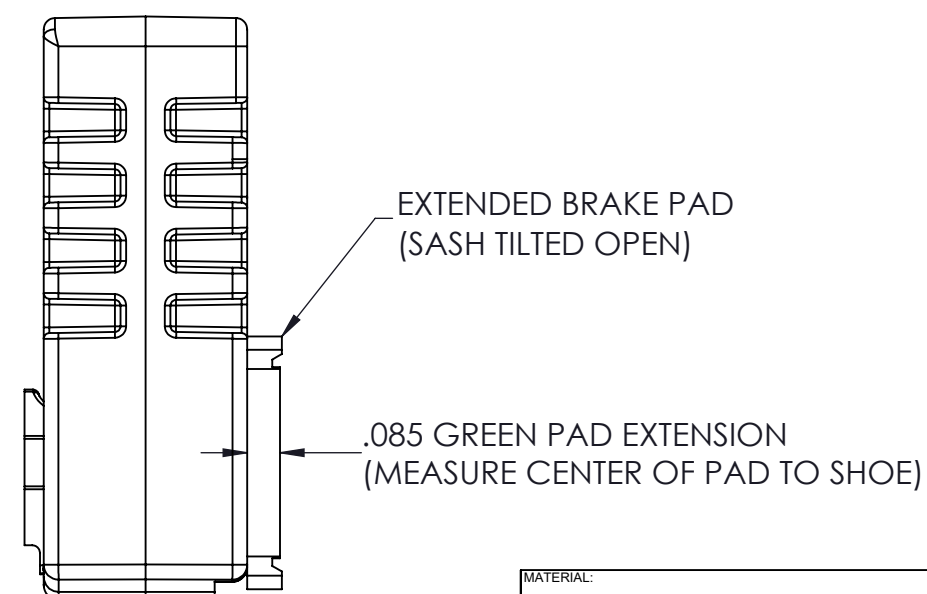 EXTENDED BRAKE PAD
(SASH TILTED OPEN)
.085 GREEN PAD EXTENSION
(MEASURE CENTER OF PAD TO SHOE)
MATERIAL: